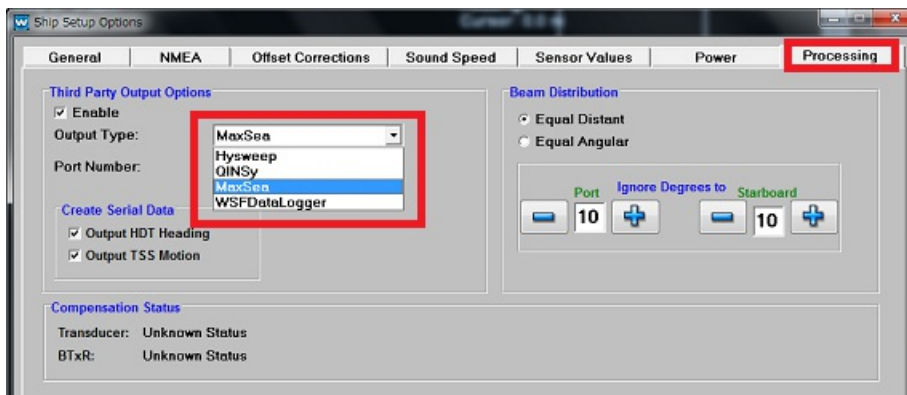 Ship Setup Options
Cursor 0.0
General NMEA Offset Corrections Sound Speed Sensor Values Power Processing
Third Party Output Options
Enable
Output Type: MaxSea
Hysweep
QINSy
MaxSea
WSFDataLogger
Port Number:
Create Serial Data
Output HDT Heading
Output TSS Motion
Beam Distribution
Equal Distant
Equal Angular
Port Ignore Degrees to Starboard
10 10
Compensation Status
Transducer: Unknown Status
BTxR: Unknown Status